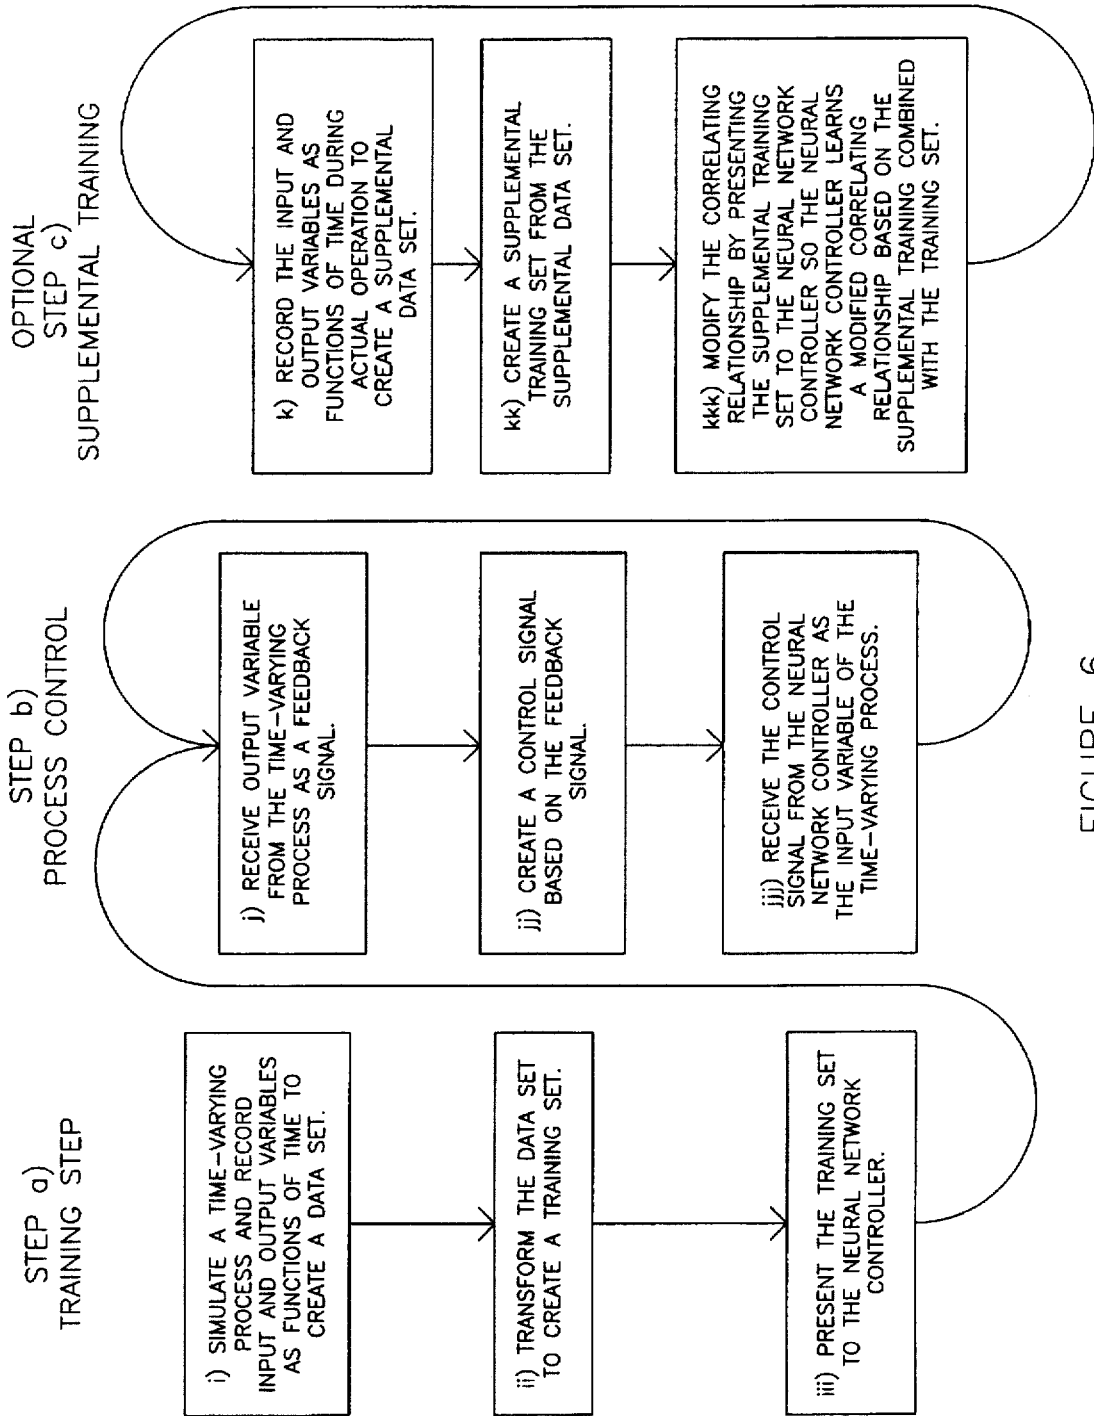 STEP a)
TRAINING STEP
i) SIMULATE A TIME-VARYING
PROCESS AND RECORD
INPUT AND OUTPUT VARIABLES
AS FUNCTIONS OF TIME TO
CREATE A DATA SET.
ii) TRANSFORM THE DATA SET
TO CREATE A TRAINING SET.
iii) PRESENT THE TRAINING SET
TO THE NEURAL NETWORK
CONTROLLER.
STEP b)
PROCESS CONTROL
j) RECEIVE OUTPUT VARIABLE
FROM THE TIME-VARYING
PROCESS AS A FEEDBACK
SIGNAL.
jj) CREATE A CONTROL SIGNAL
BASED ON THE FEEDBACK
SIGNAL.
jjj) RECEIVE THE CONTROL
SIGNAL FROM THE NEURAL
NETWORK CONTROLLER AS
THE INPUT VARIABLE OF THE
TIME-VARYING PROCESS.
OPTIONAL
STEP c)
SUPPLEMENTAL TRAINING
k) RECORD THE INPUT AND
OUTPUT VARIABLES AS
FUNCTIONS OF TIME DURING
ACTUAL OPERATION TO
CREATE A SUPPLEMENTAL
DATA SET.
kk) CREATE A SUPPLEMENTAL
TRAINING SET FROM THE
SUPPLEMENTAL DATA SET.
kkk) MODIFY THE CORRELATING
RELATIONSHIP BY PRESENTING
THE SUPPLEMENTAL TRAINING
SET TO THE NEURAL NETWORK
CONTROLLER SO THE NEURAL
NETWORK CONTROLLER LEARNS
A MODIFIED CORRELATING
RELATIONSHIP BASED ON THE
SUPPLEMENTAL TRAINING COMBINED
WITH THE TRAINING SET.
FIGURE 6